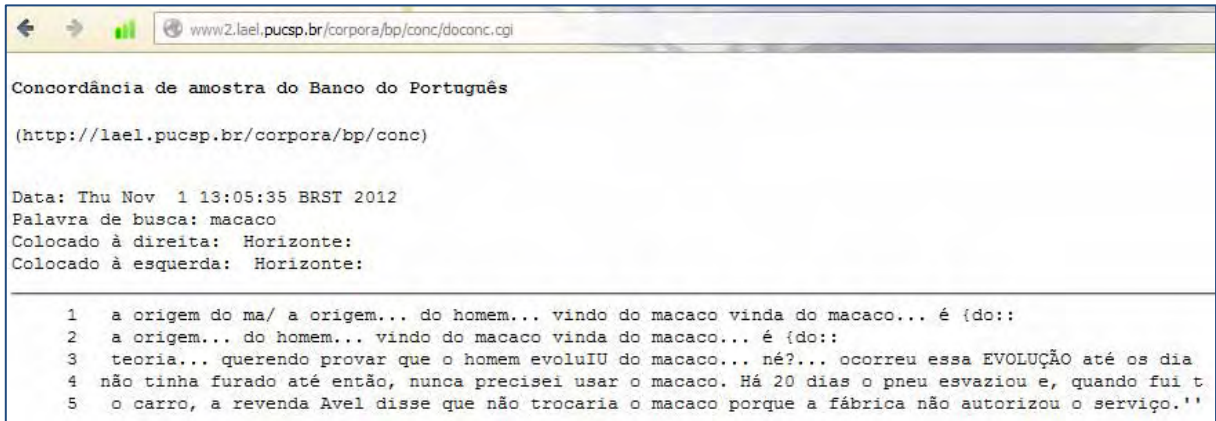 www2.lael.pucsp.br/corpora/bp/conc/doconc.cgi
Concordância de amostra do Banco do Português
(http://lael.pucsp.br/corpora/bp/conc)
Data: Thu Nov  1 13:05:35 BRST 2012
Palavra de busca: macaco
Colocado à direita:  Horizonte:
Colocado à esquerda:  Horizonte:
1   a origem do ma/ a origem... do homem... vindo do macaco vinda do macaco... é {do::
2   a origem... do homem... vindo do macaco vinda do macaco... é {do::
3   teoria... querendo provar que o homem evoluIU do macaco... né?... ocorreu essa EVOLUÇÃO até os dia
4  não tinha furado até então, nunca precisei usar o macaco. Há 20 dias o pneu esvaziou e, quando fui t
5   o carro, a revenda Avel disse que não trocaria o macaco porque a fábrica não autorizou o serviço.''